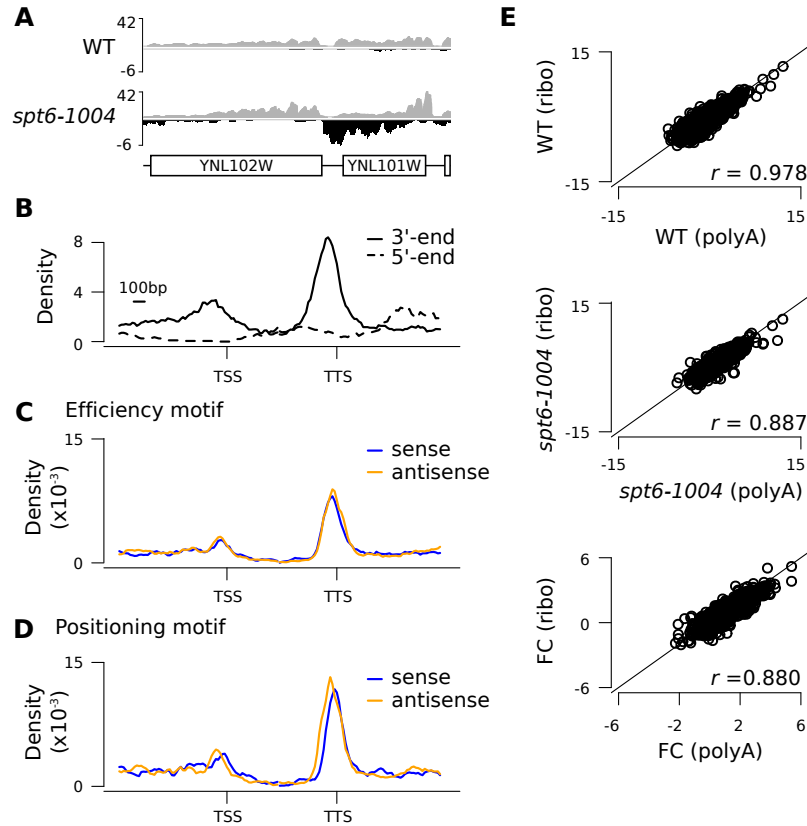 A
42
WT
-6
42
spt6-1004
-6
YNL102W
YNL101W
B
8
4
0
Density
100bp
3'-end
5'-end
TSS
TTS
C Efficiency motif
15
0
Density
(x10⁻³)
sense
antisense
TSS
TTS
D Positioning motif
15
0
Density
(x10⁻³)
sense
antisense
TSS
TTS
E
15
-15
WT (ribo)
r = 0.978
-15
15
WT (polyA)
15
-15
spt6-1004 (ribo)
r = 0.887
-15
15
spt6-1004 (polyA)
6
0
-6
FC (ribo)
r =0.880
-6
-2
2
6
FC (polyA)